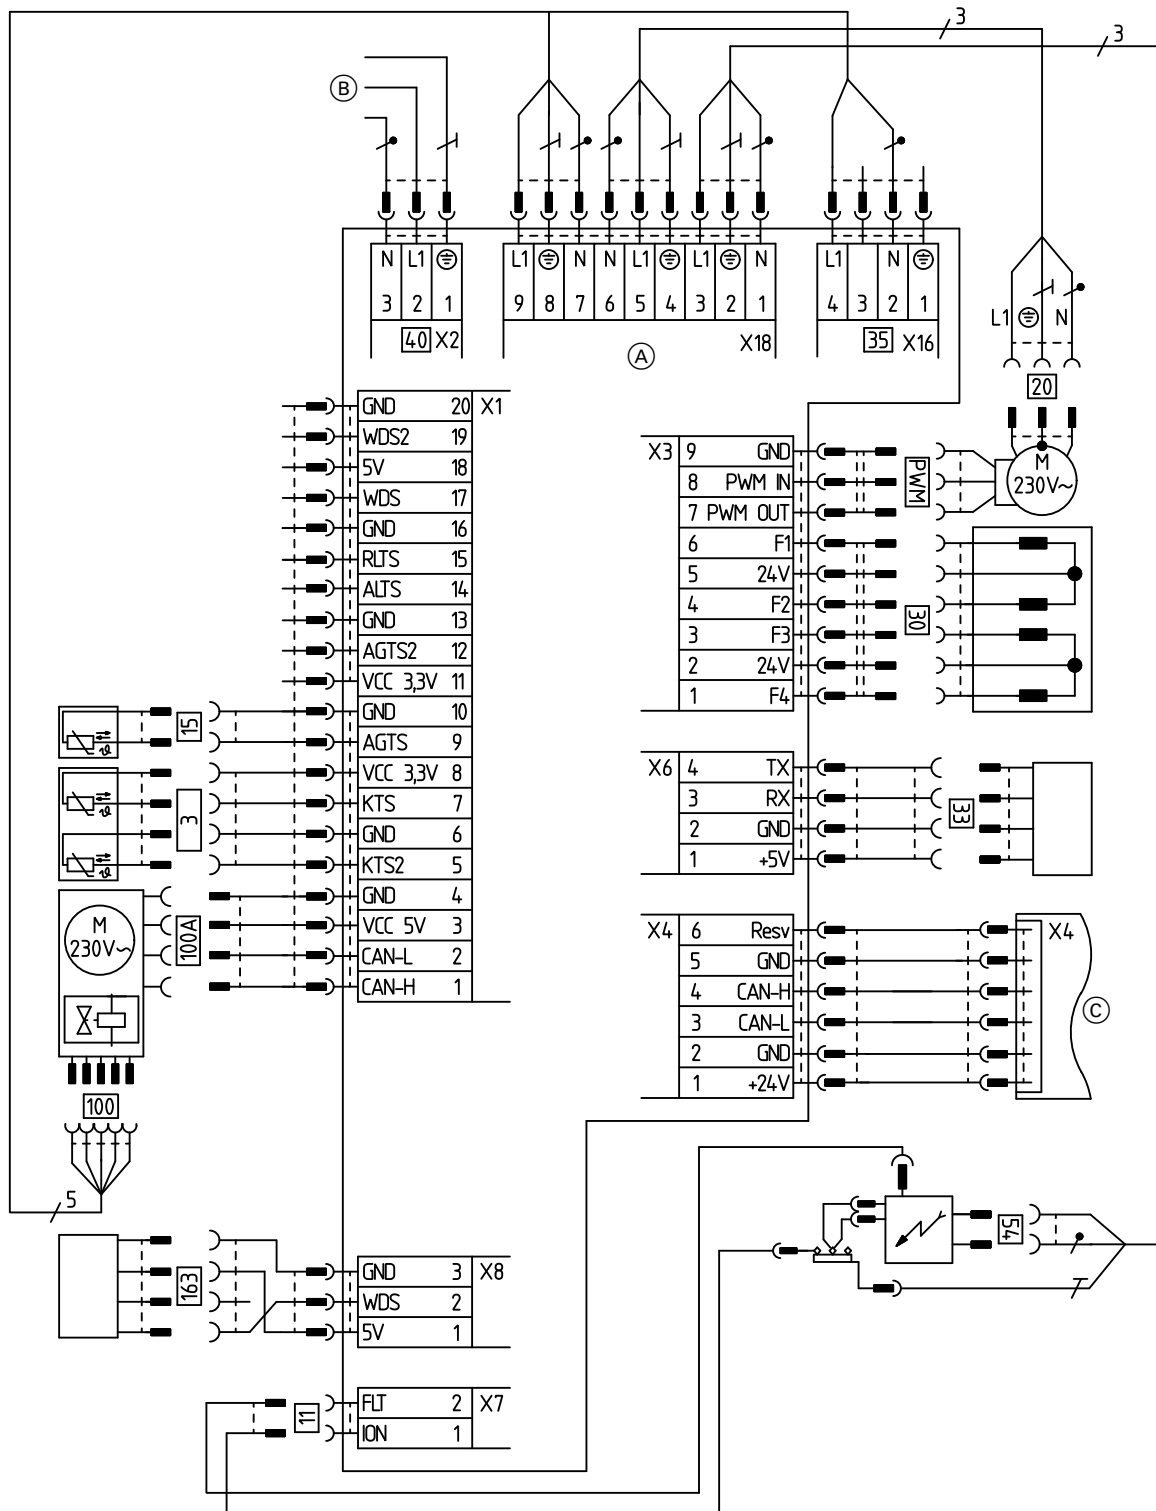 3
3
B
N L1
3 2 1
40 X2
L1 N N L1 L1 N
9 8 7 6 5 4 3 2 1
X18
A
L1 N
4 3 2 1
35 X16
L1 N
20
M
230V~
GND 20 X1
WDS2 19
5V 18
WDS 17
GND 16
RLTS 15
ALTS 14
GND 13
AGTS2 12
VCC 3,3V 11
GND 10
AGTS 9
VCC 3,3V 8
KTS 7
GND 6
KTS2 5
GND 4
VCC 5V 3
CAN-L 2
CAN-H 1
15
ϑ
3
ϑ
ϑ
100A
M
230V~
100
5
X3 9 GND
8 PWM IN
7 PWM OUT
6 F1
5 24V
4 F2
3 F3
2 24V
1 F4
PWM
30
X6 4 TX
3 RX
2 GND
1 +5V
33
X4 6 Resv
5 GND
4 CAN-H
3 CAN-L
2 GND
1 +24V
X4
C
54
163
GND 3 X8
WDS 2
5V 1
11
FLT 2 X7
ION 1